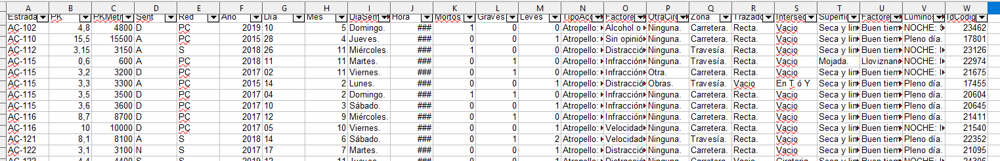 A B C D E F G H I J K L M N O P Q R S T U V W
Estrada PK PKMetr Sent Red Año Día Mes DiaSem Hora Mortos Graves Leves TipoAcc Factore OtraCir Zona Trazado Intersec Superfic Factore Luminos IdCodig
AC-102 4,8 4800 D PC 2019 10 5 Domingo. ### 1 0 0 Atropello: Alcohol o Ninguna. Carretera. Recta. Vacio Seca y lim Buen tiem NOCHE: S 23462
AC-110 15,5 15500 A PC 2015 28 4 Jueves. ### 0 0 1 Atropello: Sin opinió Ninguna. Carretera. Recta. Vacio Seca y lim Buen tiem Pleno día. 17801
AC-112 3,15 3150 A S 2018 26 11 Miércoles. ### 0 1 0 Atropello: Distracció Ninguna. Travesía. Recta. Vacio Seca y lim Buen tiem NOCHE: I 23126
AC-115 0,6 600 A PC 2018 11 11 Martes. ### 0 1 0 Atropello: Infracción Ninguna. Travesía. Recta. Vacio Mojada. Lloviznano NOCHE: I 22974
AC-115 3,2 3200 D PC 2017 02 11 Viernes. ### 0 1 0 Atropello: Infracción Otra. Carretera. Recta. Vacio Seca y lim Buen tiem NOCHE: I 21675
AC-115 3,3 3300 A PC 2015 14 2 Lunes. ### 0 0 1 Atropello: Distracció Obras. Travesía. Vacio En T ó Y Seca y lim Buen tiem Pleno día. 17455
AC-115 3,5 3500 D PC 2017 04 2 Domingo. ### 1 1 0 Atropello: Infracción Ninguna. Carretera. Recta. Vacio Seca y lim Buen tiem Pleno día. 20604
AC-115 3,6 3600 D PC 2017 10 3 Sábado. ### 0 0 1 Atropello: Infracción Ninguna. Carretera. Recta. Vacio Seca y lim Buen tiem Pleno día. 20645
AC-116 8,7 8700 D PC 2017 12 9 Miércoles. ### 0 1 0 Atropello: Infracción Ninguna. Carretera. Recta. Vacio Seca y lim Buen tiem Pleno día. 21411
AC-116 10 10000 D PC 2017 05 10 Viernes. ### 0 0 1 Atropello: Velocidad Ninguna. Carretera. Recta. Vacio Seca y lim Buen tiem NOCHE: I 21540
AC-121 8,1 8100 A S 2018 14 6 Sábado. ### 0 1 2 Atropello: Velocidad Ninguna. Travesía. Recta. Vacio Seca y lim Buen tiem Pleno día. 22352
AC-122 3,1 3100 N S 2017 17 7 Martes. ### 0 0 1 Atropello: Distracció Ninguna. Carretera. Recta. Vacio Seca y lim Buen tiem Pleno día. 21095